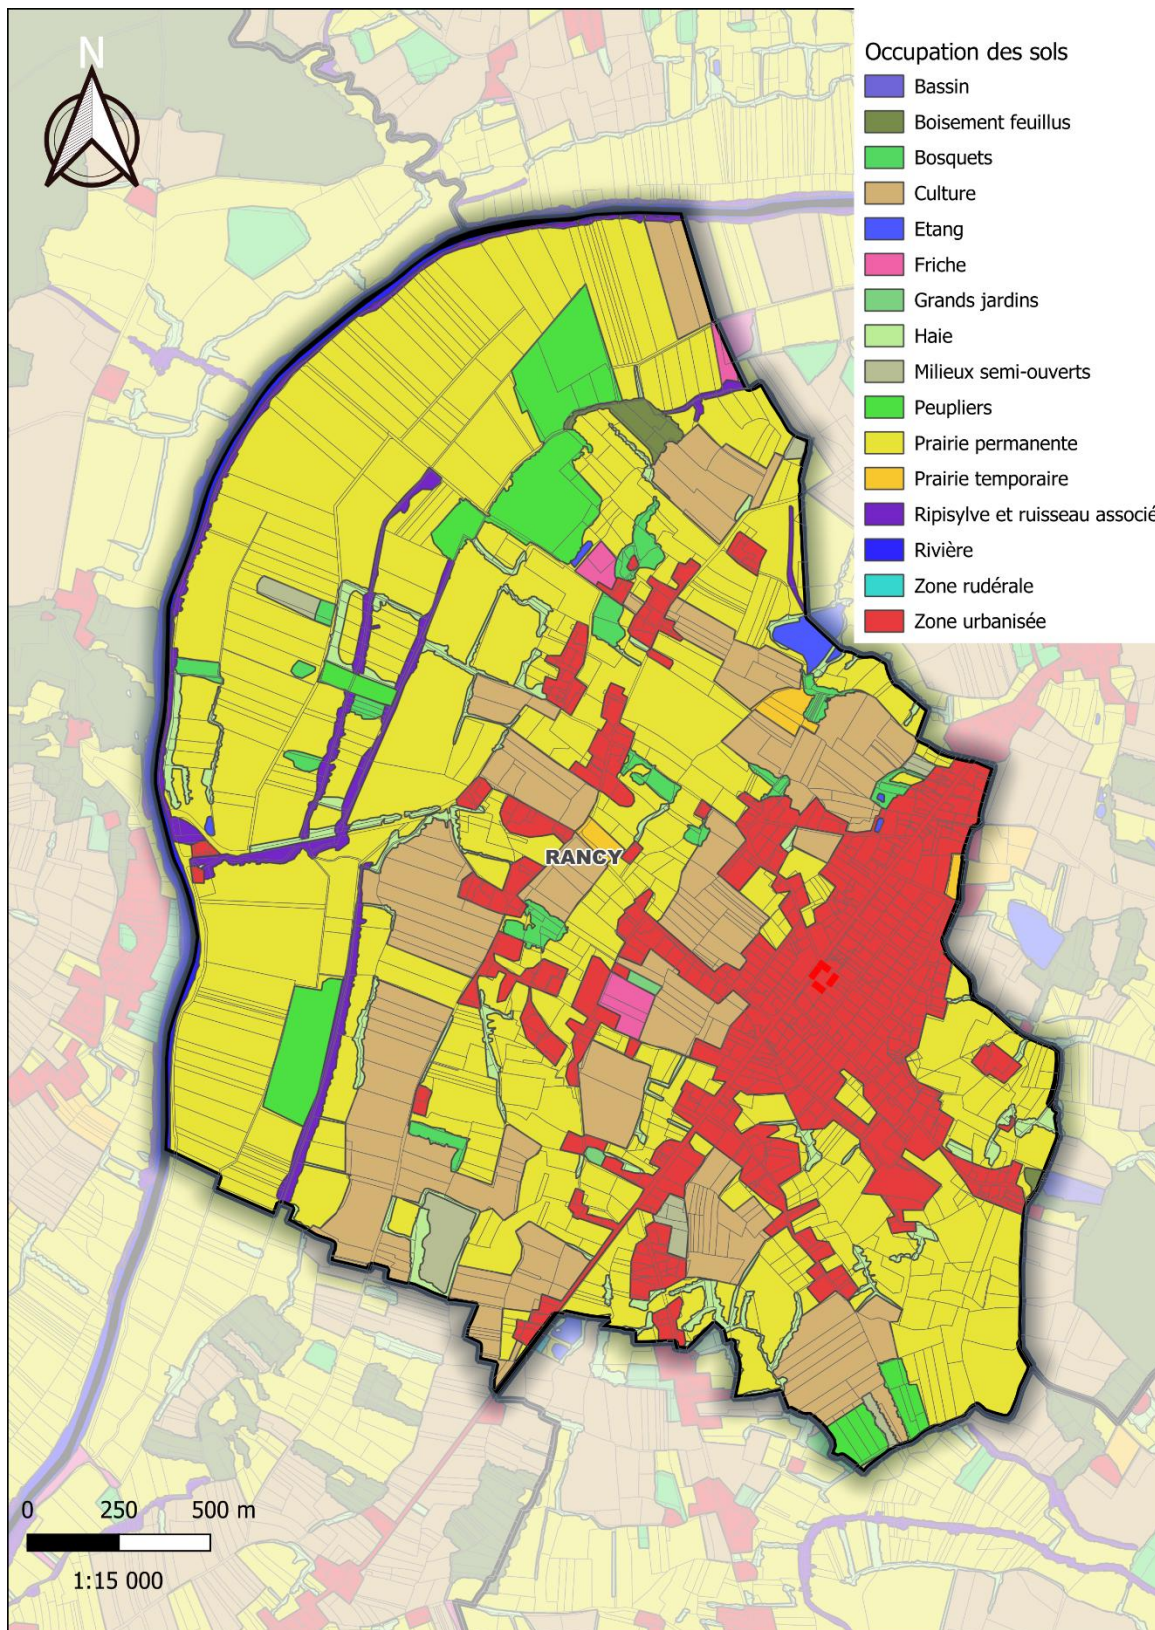 N
Occupation des sols
Bassin
Boisement feuillus
Bosquets
Culture
Etang
Friche
Grands jardins
Haie
Milieux semi-ouverts
Peupliers
Prairie permanente
Prairie temporaire
Ripisylve et ruisseau associé
Rivière
Zone rudérale
Zone urbanisée
RANCY
0 250 500 m
1:15 000